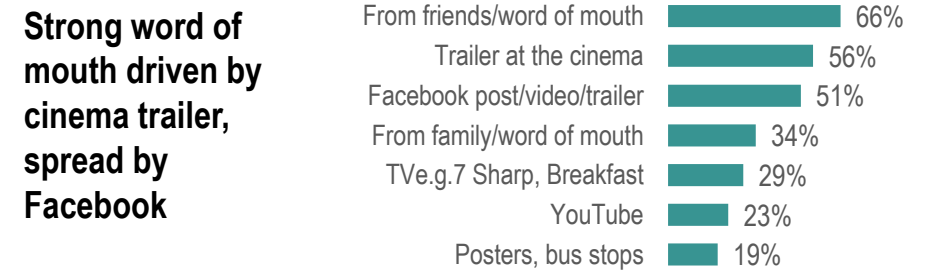 Strong word of
mouth driven by
cinema trailer,
spread by
Facebook
From friends/word of mouth 66%
Trailer at the cinema 56%
Facebook post/video/trailer 51%
From family/word of mouth 34%
TVe.g.7 Sharp, Breakfast 29%
YouTube 23%
Posters, bus stops 19%